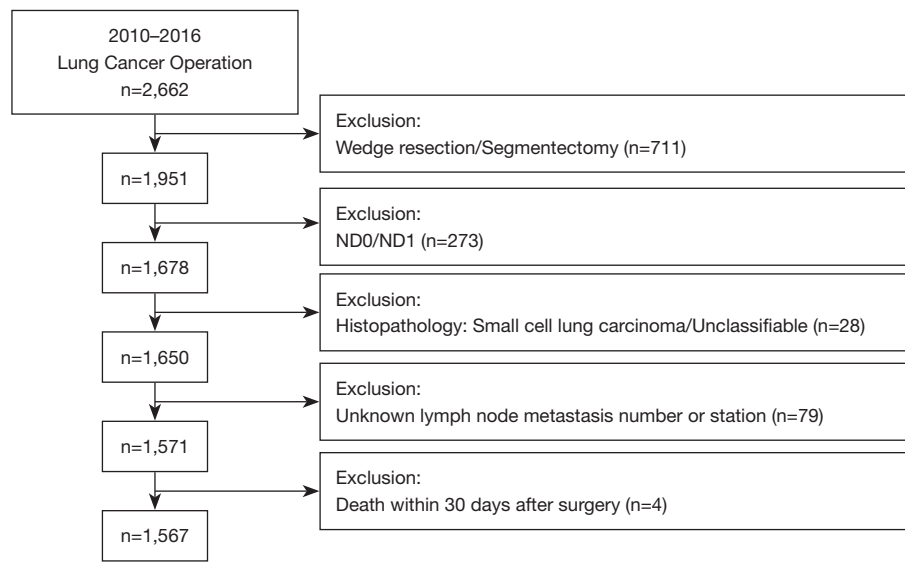 2010–2016
Lung Cancer Operation
n=2,662
Exclusion:
Wedge resection/Segmentectomy (n=711)
n=1,951
Exclusion:
ND0/ND1 (n=273)
n=1,678
Exclusion:
Histopathology: Small cell lung carcinoma/Unclassifiable (n=28)
n=1,650
Exclusion:
Unknown lymph node metastasis number or station (n=79)
n=1,571
Exclusion:
Death within 30 days after surgery (n=4)
n=1,567